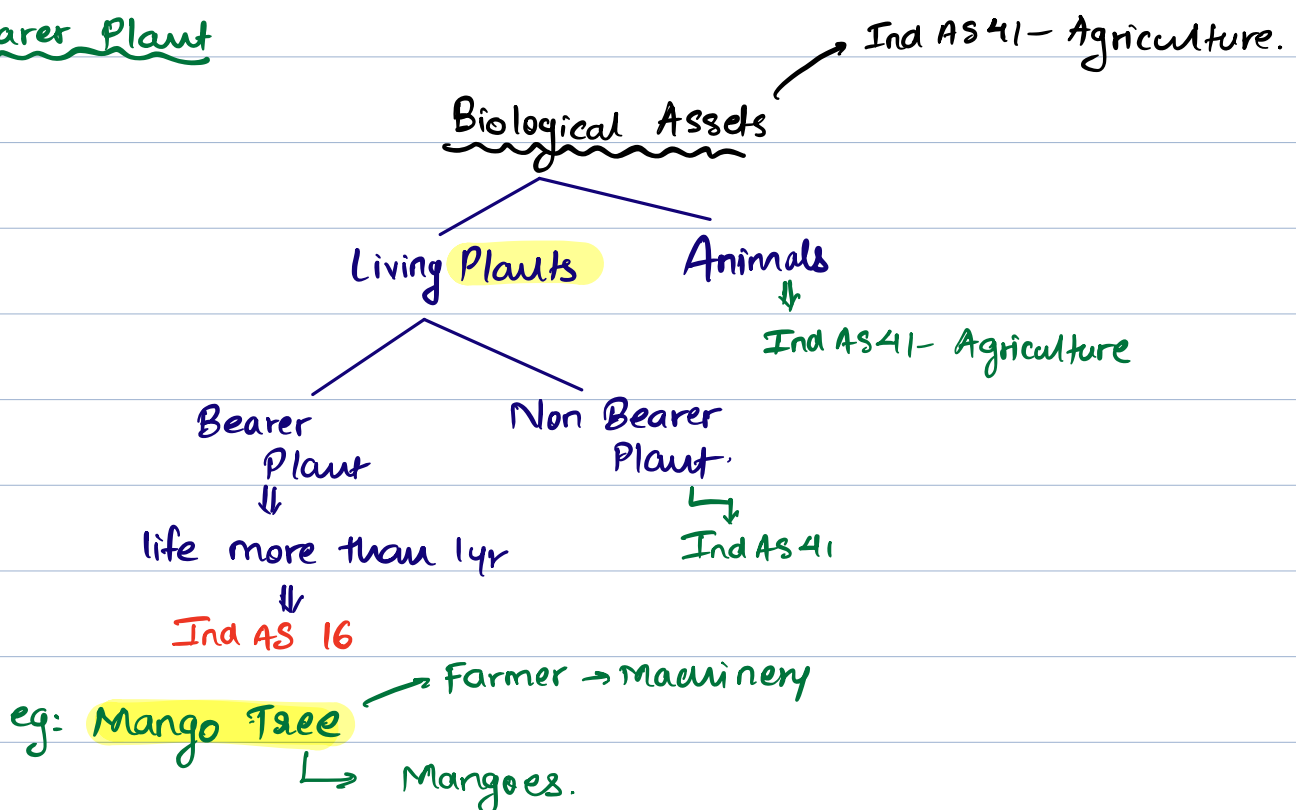 arer Plant
Ind AS 41 - Agriculture.
Biological Assets
Living Plants
Animals
Ind AS 41 - Agriculture
Bearer
Plant
Non Bearer
Plant.
life more than 1yr
Ind AS 41
Ind AS 16
Farmer → Machinery
eg: Mango Tree
Mangoes.